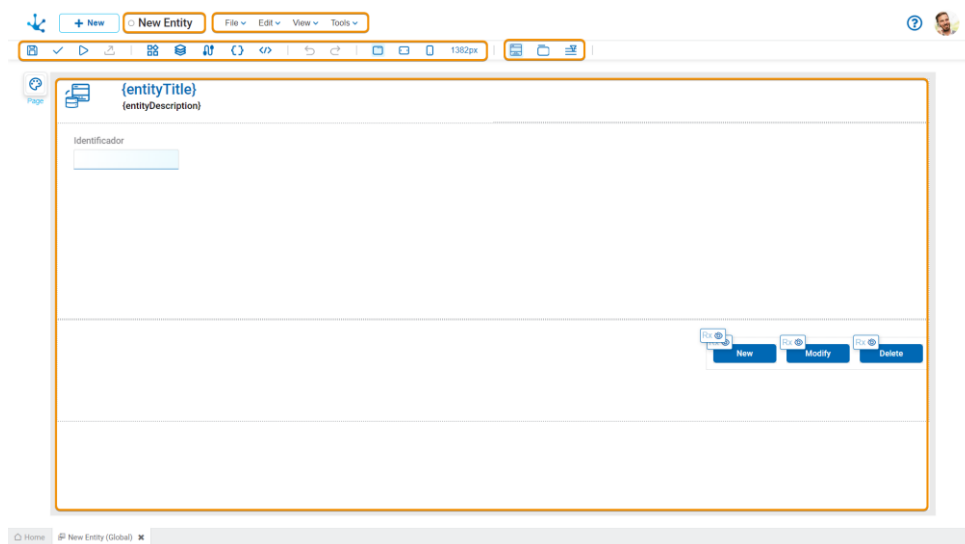 + New
New Entity
File Edit View Tools
1382px
Page
{entityTitle}
{entityDescription}
Identificador
Rx
Rx Rx Rx
New Modify Delete
Home New Entity (Global)